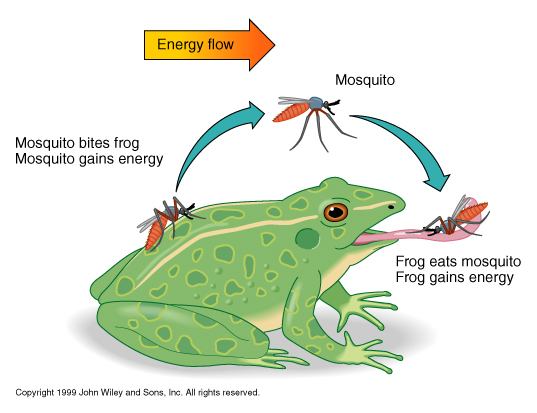 Energy flow
Mosquito
Mosquito bites frog
Mosquito gains energy
Frog eats mosquito
Frog gains energy
Copyright 1999 John Wiley and Sons, Inc. All rights reserved.